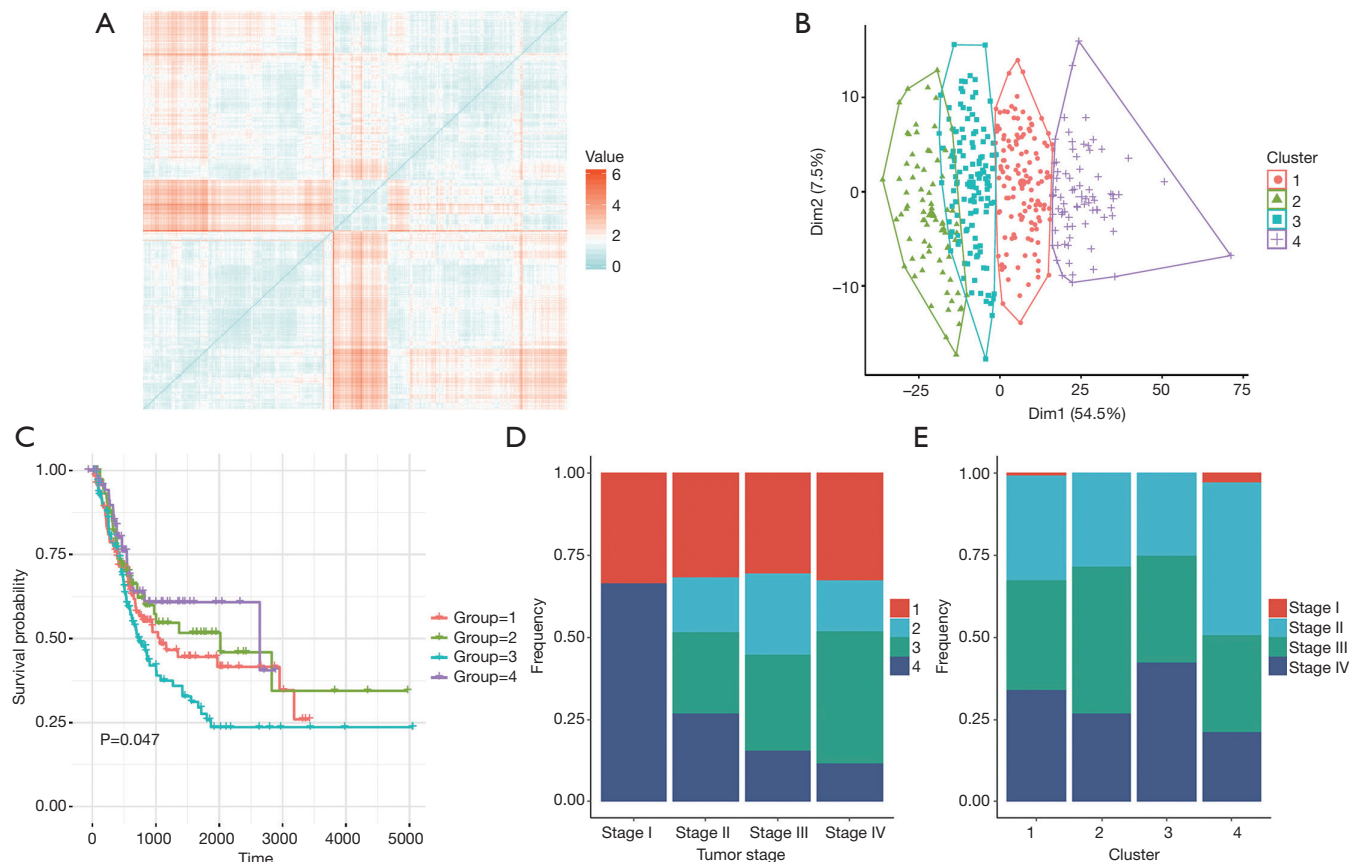 A
Value
6
4
2
0
B
10
0
−10
Dim2 (7.5%)
−25
0
25
50
75
Dim1 (54.5%)
Cluster
1
2
3
4
C
1.00
0.75
0.50
0.25
0.00
Survival probability
P=0.047
0
1000
2000
3000
4000
5000
Time
Group=1
Group=2
Group=3
Group=4
D
1.00
0.75
0.50
0.25
0.00
Frequency
Stage I
Stage II
Stage III
Stage IV
Tumor stage
1
2
3
4
E
1.00
0.75
0.50
0.25
0.00
Frequency
1
2
3
4
Cluster
Stage I
Stage II
Stage III
Stage IV